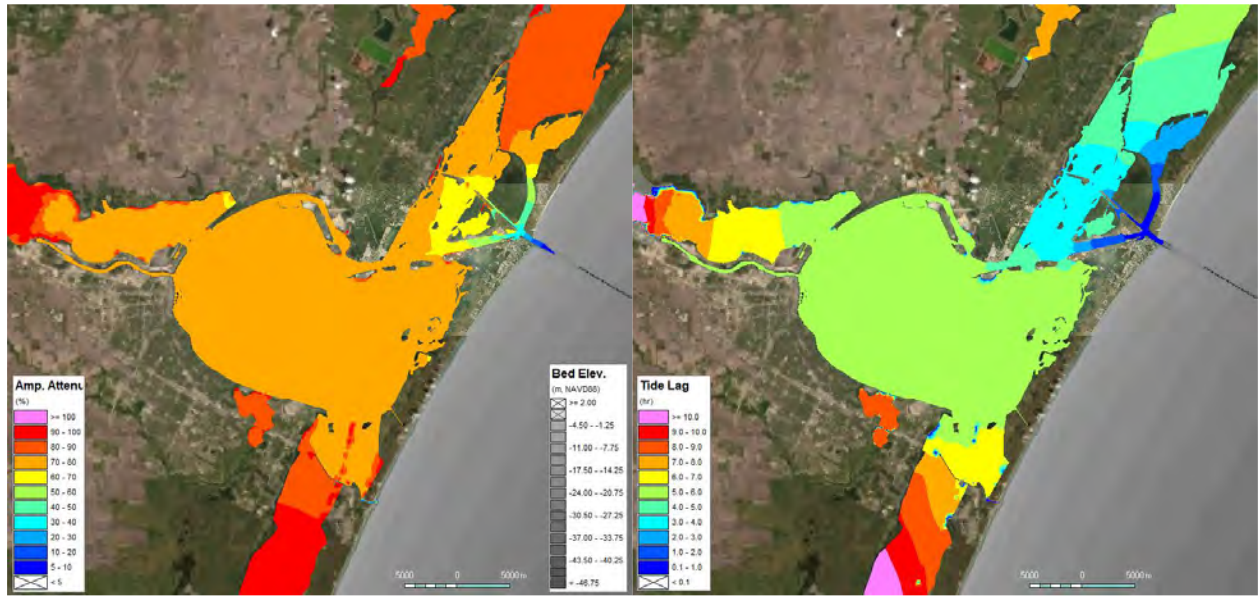 Amp. Attenu
(%)
>= 100
90 - 100
80 - 90
70 - 80
60 - 70
50 - 60
40 - 50
30 - 40
20 - 30
10 - 20
5 - 10
< 5
Bed Elev.
(m, NAVD88)
>= 2.00
-4.50 - -1.25
-11.00 - -7.75
-17.50 - -14.25
-24.00 - -20.75
-30.50 - -27.25
-37.00 - -33.75
-43.50 - -40.25
< -46.75
5000
0
5000
Tide Lag
(hr)
>= 10.0
9.0 - 10.0
8.0 - 9.0
7.0 - 8.0
6.0 - 7.0
5.0 - 6.0
4.0 - 5.0
3.0 - 4.0
2.0 - 3.0
1.0 - 2.0
0.1 - 1.0
< 0.1
5000
0
5000